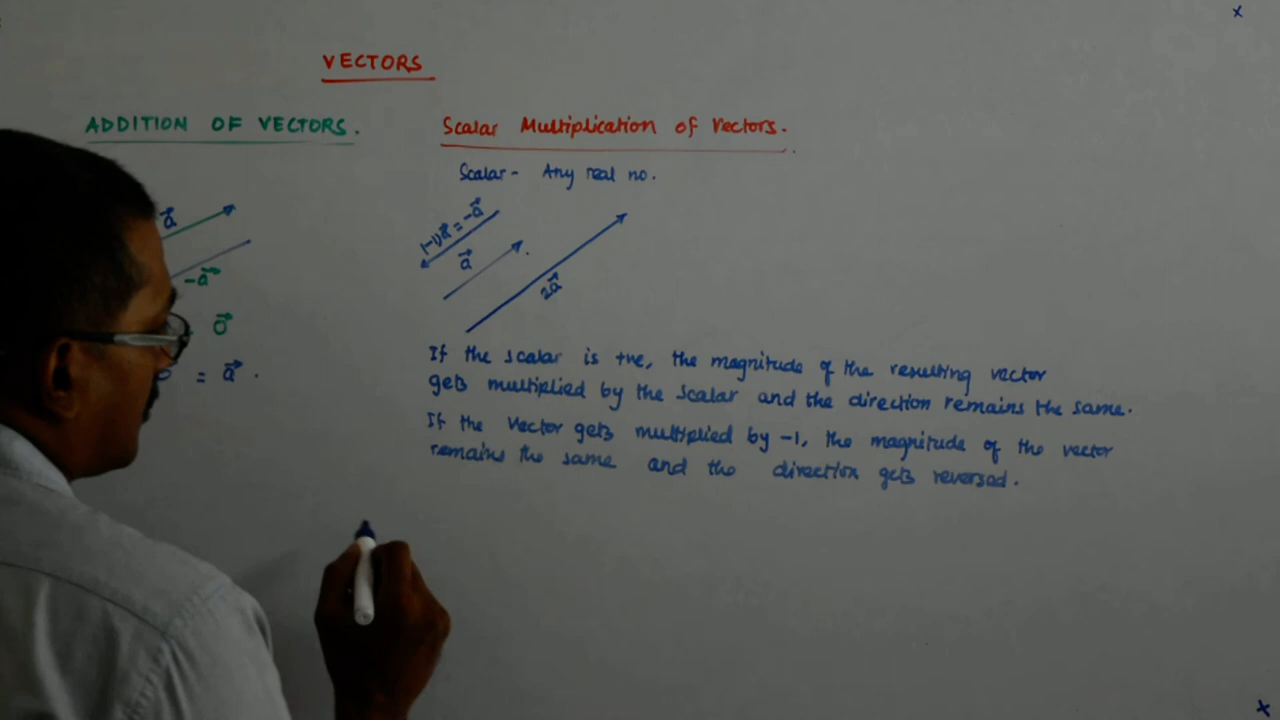 VECTORS
ADDITION OF VECTORS.
a⃗
-a⃗
0⃗
= a⃗ .
Scalar Multiplication of Vectors.
Scalar - Any real no.
(-1)a⃗ = -a⃗
a⃗
2a⃗
If the scalar is +ve, the magnitude of the resulting vector
gets multiplied by the scalar and the direction remains the same.
If the vector gets multiplied by -1, the magnitude of the vector
remains the same and the direction gets reversed.
x
x